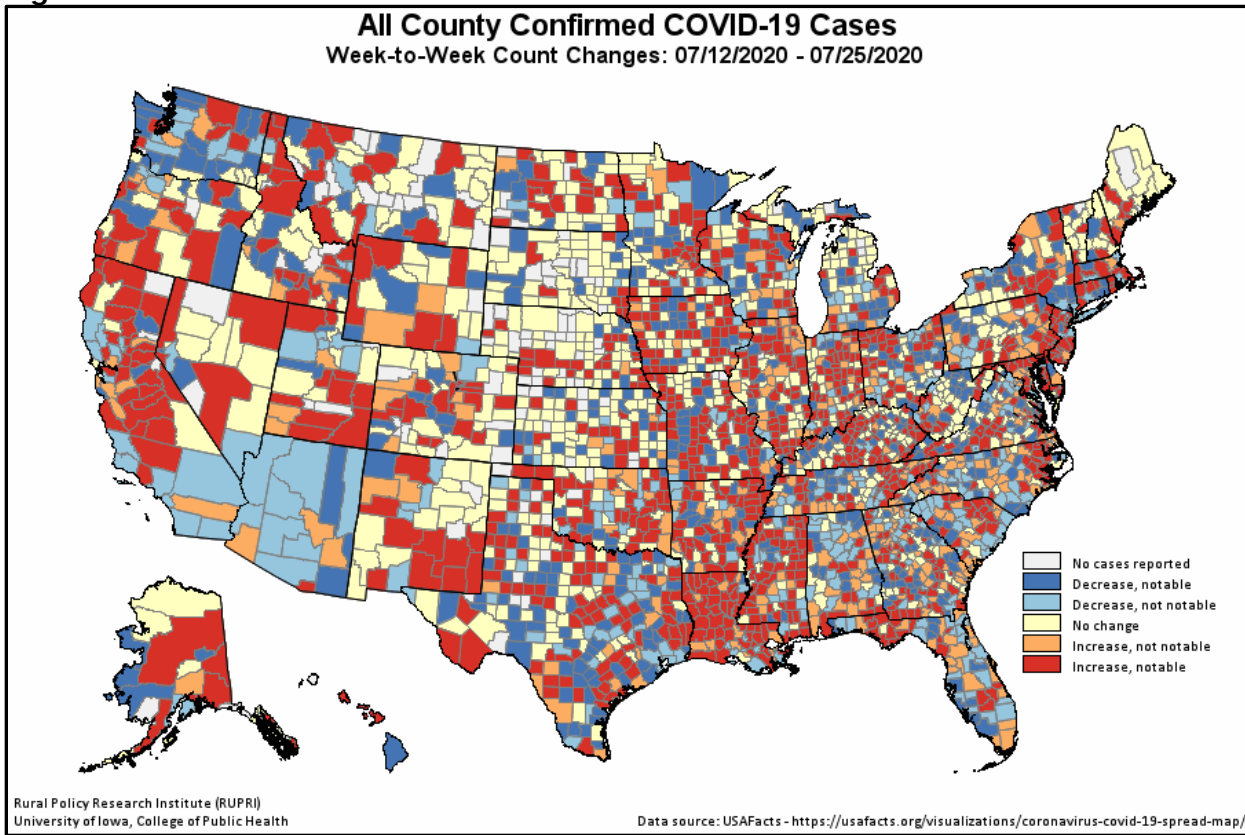 All County Confirmed COVID-19 Cases
Week-to-Week Count Changes: 07/12/2020 - 07/25/2020
No cases reported
Decrease, notable
Decrease, not notable
No change
Increase, not notable
Increase, notable
Rural Policy Research Institute (RUPRI)
University of Iowa, College of Public Health
Data source: USAFacts - https://usafacts.org/visualizations/coronavirus-covid-19-spread-map/